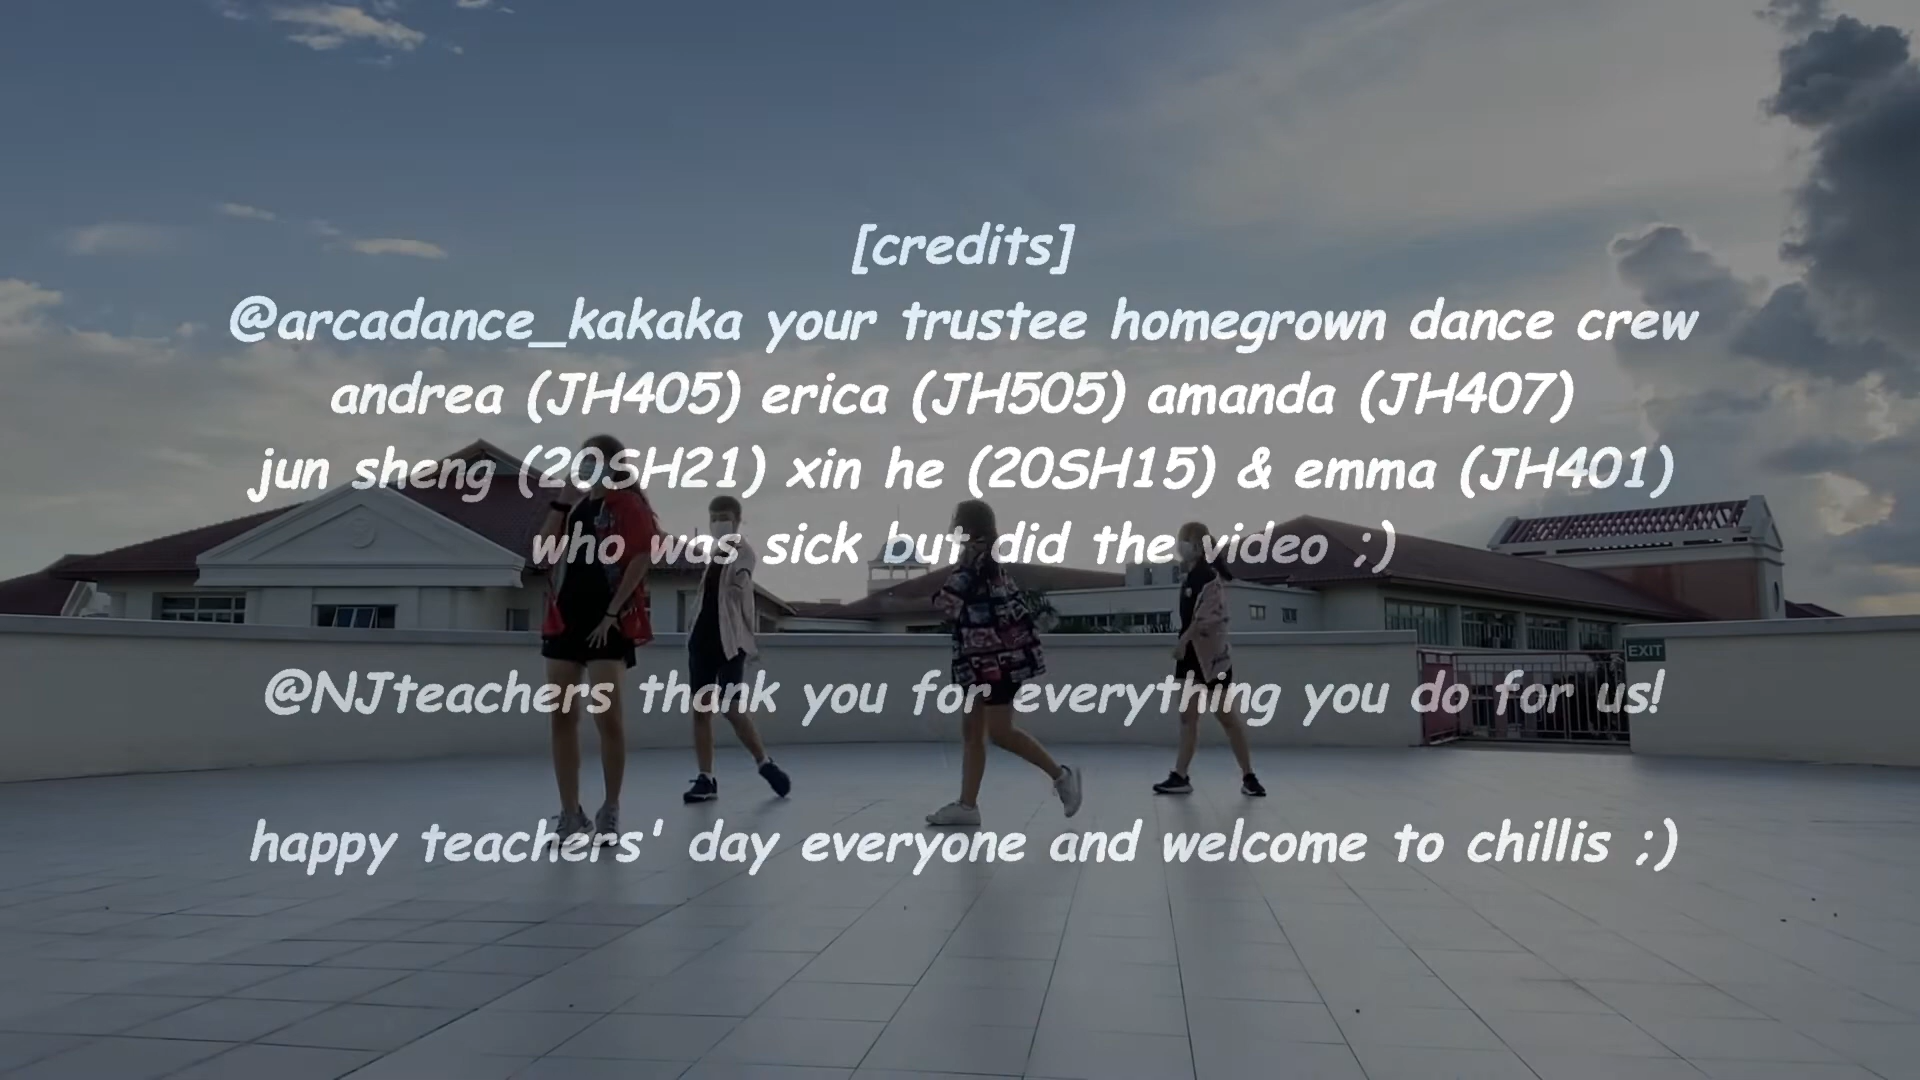 [credits]
@arcadance_kakaka your trustee homegrown dance crew
andrea (JH405) erica (JH505) amanda (JH407)
jun sheng (20SH21) xin he (20SH15) & emma (JH401)
who was sick but did the video ;)
EXIT
@NJteachers thank you for everything you do for us!
happy teachers' day everyone and welcome to chillis ;)